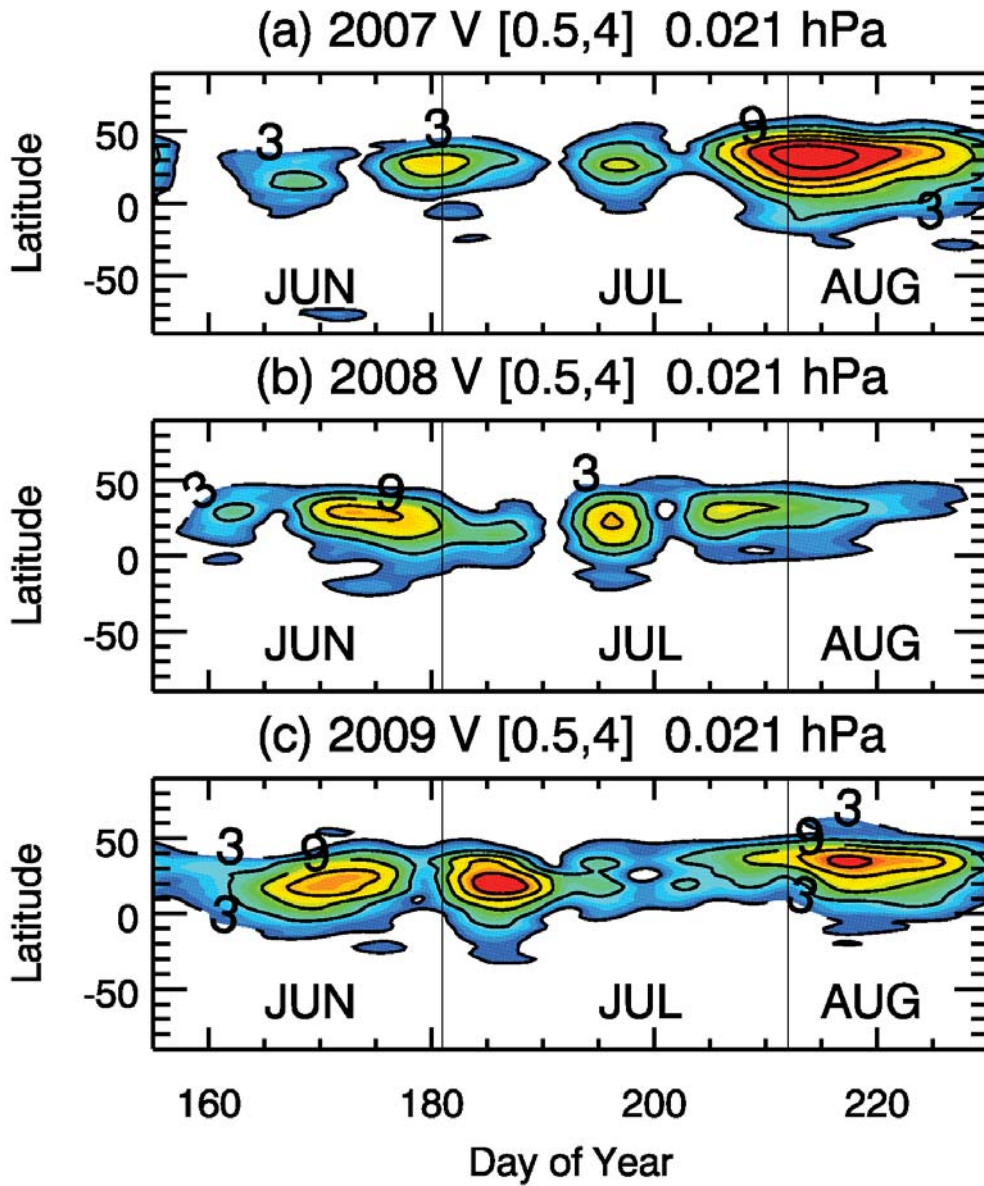 (a) 2007 V [0.5,4] 0.021 hPa
Latitude
50
0
-50
3
3
9
3
JUN
JUL
AUG
(b) 2008 V [0.5,4] 0.021 hPa
Latitude
50
0
-50
3
9
3
JUN
JUL
AUG
(c) 2009 V [0.5,4] 0.021 hPa
Latitude
50
0
-50
3
9
3
9
3
3
JUN
JUL
AUG
160
180
200
220
Day of Year